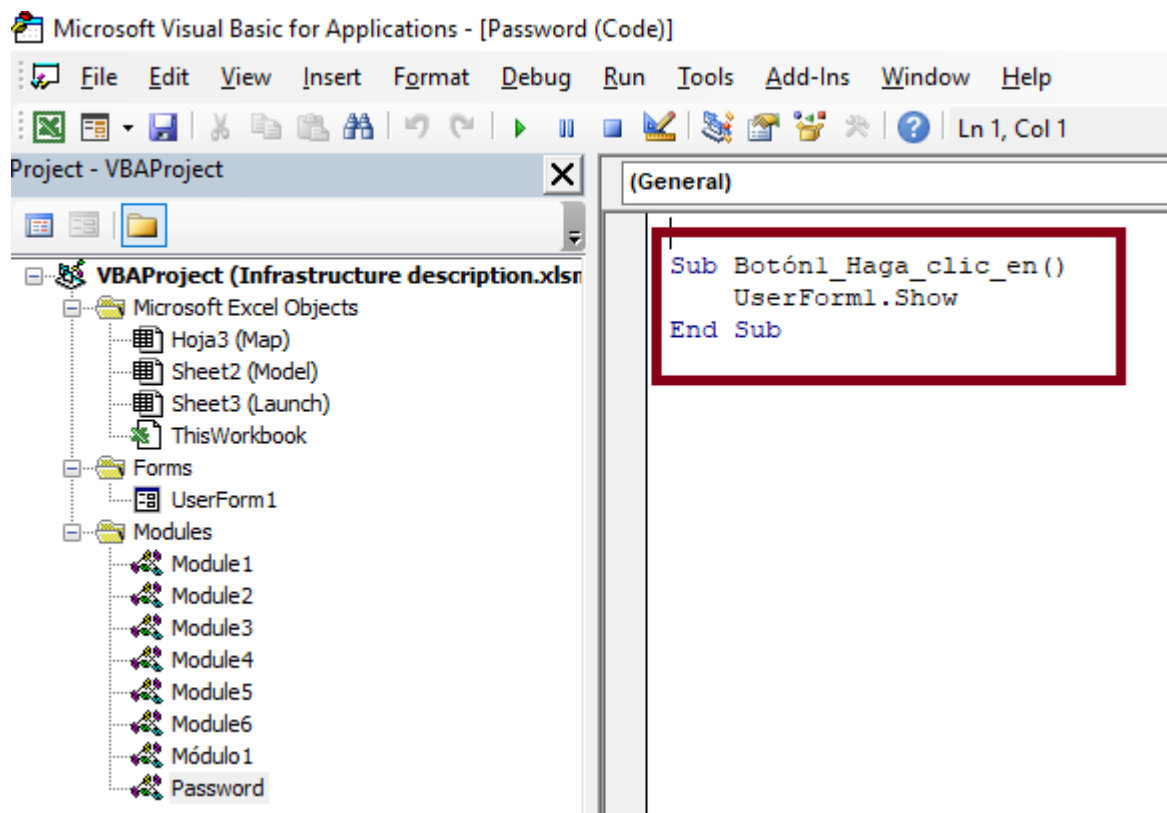 Microsoft Visual Basic for Applications - [Password (Code)]
File Edit View Insert Format Debug Run Tools Add-Ins Window Help
Ln 1, Col 1
Project - VBAProject
(General)
VBAProject (Infrastructure description.xlsm
Microsoft Excel Objects
Hoja3 (Map)
Sheet2 (Model)
Sheet3 (Launch)
ThisWorkbook
Forms
UserForm1
Modules
Module1
Module2
Module3
Module4
Module5
Module6
Módulo1
Password
Sub Botón1_Haga_clic_en()
UserForm1.Show
End Sub